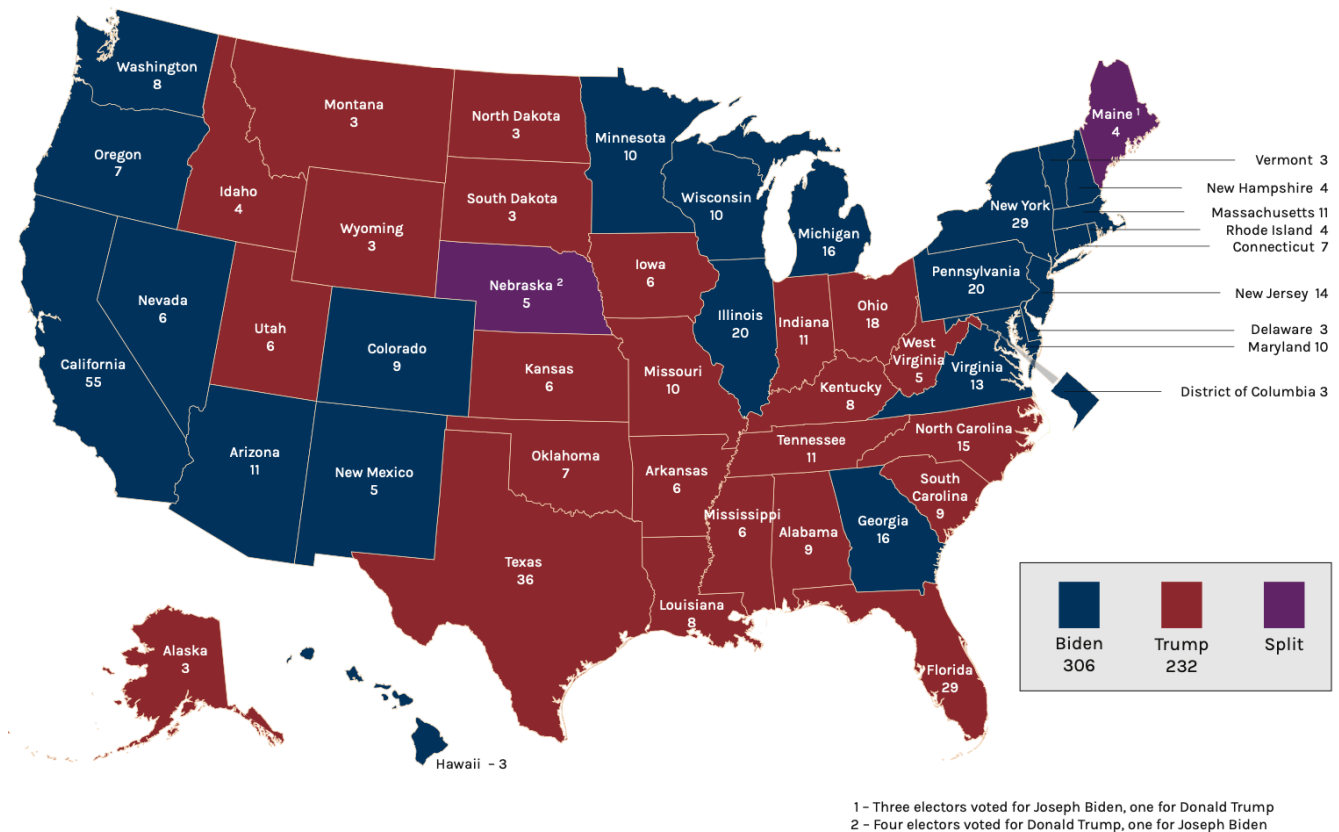 Washington
8
Oregon
7
California
55
Nevada
6
Idaho
4
Montana
3
Wyoming
3
Utah
6
Arizona
11
Colorado
9
New Mexico
5
North Dakota
3
South Dakota
3
Nebraska 2
5
Kansas
6
Oklahoma
7
Texas
36
Minnesota
10
Iowa
6
Missouri
10
Arkansas
6
Louisiana
8
Wisconsin
10
Illinois
20
Michigan
16
Indiana
11
Ohio
18
Kentucky
8
Tennessee
11
Mississippi
6
Alabama
9
Georgia
16
Florida
29
South
Carolina
9
North Carolina
15
Virginia
13
West
Virginia
5
Pennsylvania
20
New York
29
Maine 1
4
Vermont 3
New Hampshire 4
Massachusetts 11
Rhode Island 4
Connecticut 7
New Jersey 14
Delaware 3
Maryland 10
District of Columbia 3
Alaska
3
Hawaii – 3
Biden
306
Trump
232
Split
1 – Three electors voted for Joseph Biden, one for Donald Trump
2 – Four electors voted for Donald Trump, one for Joseph Biden